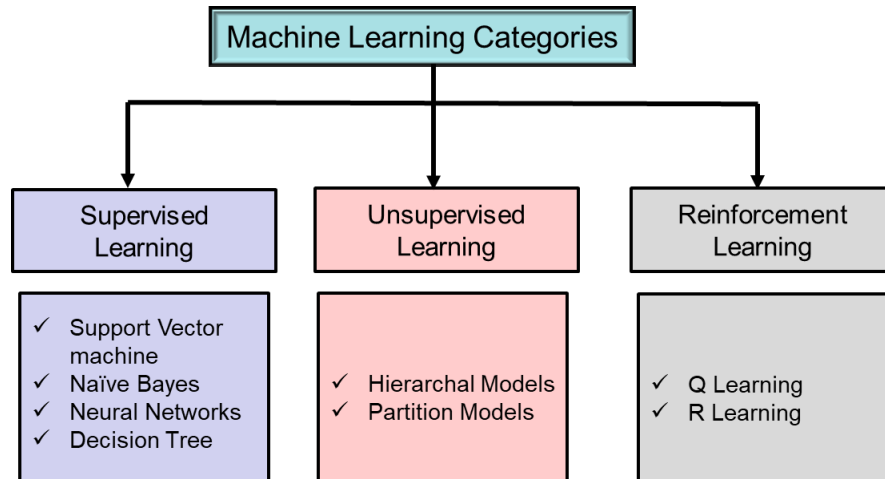 Machine Learning Categories
Supervised
Learning
Unsupervised
Learning
Reinforcement
Learning
✓ Support Vector
machine
✓ Naïve Bayes
✓ Neural Networks
✓ Decision Tree
✓ Hierarchal Models
✓ Partition Models
✓ Q Learning
✓ R Learning